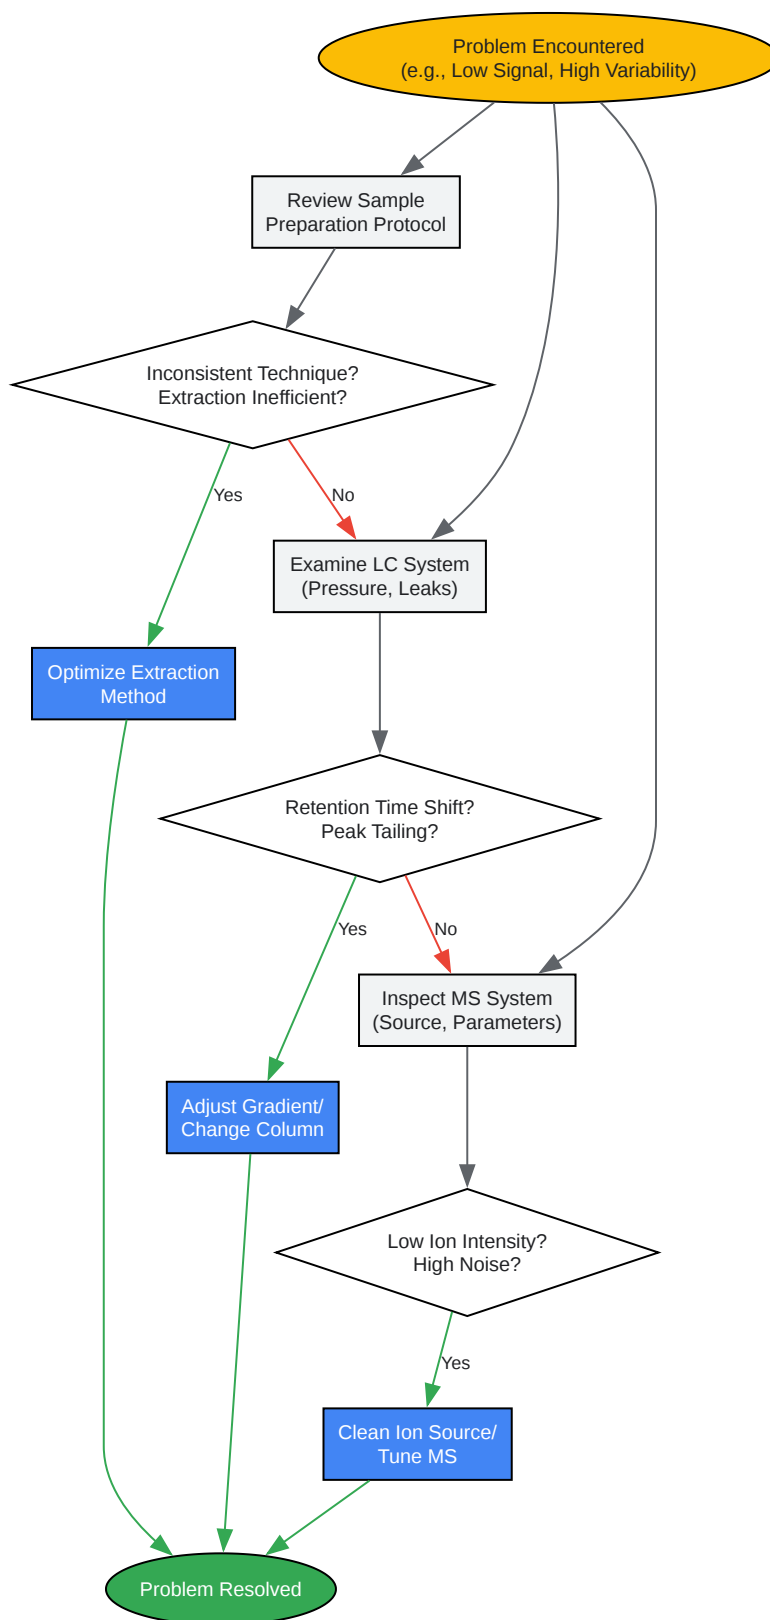 Problem Encountered
(e.g., Low Signal, High Variability)
Review Sample
Preparation Protocol
Inconsistent Technique?
Extraction Inefficient?
Yes
No
Examine LC System
(Pressure, Leaks)
Optimize Extraction
Method
Retention Time Shift?
Peak Tailing?
Yes
No
Inspect MS System
(Source, Parameters)
Adjust Gradient/
Change Column
Low Ion Intensity?
High Noise?
Yes
Clean Ion Source/
Tune MS
Problem Resolved